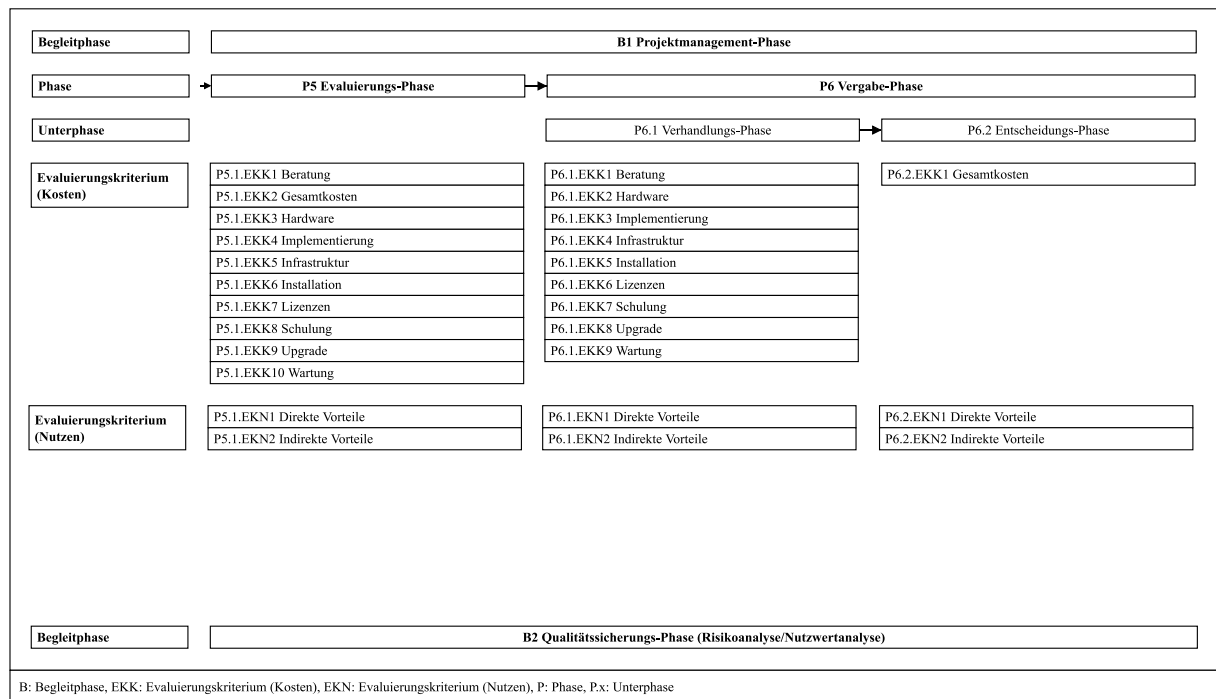 Begleitphase
B1 Projektmanagement-Phase
Phase
P5 Evaluierungs-Phase
P6 Vergabe-Phase
Unterphase
P6.1 Verhandlungs-Phase
P6.2 Entscheidungs-Phase
Evaluierungskriterium
(Kosten)
P5.1.EKK1 Beratung
P5.1.EKK2 Gesamtkosten
P5.1.EKK3 Hardware
P5.1.EKK4 Implementierung
P5.1.EKK5 Infrastruktur
P5.1.EKK6 Installation
P5.1.EKK7 Lizenzen
P5.1.EKK8 Schulung
P5.1.EKK9 Upgrade
P5.1.EKK10 Wartung
P6.1.EKK1 Beratung
P6.1.EKK2 Hardware
P6.1.EKK3 Implementierung
P6.1.EKK4 Infrastruktur
P6.1.EKK5 Installation
P6.1.EKK6 Lizenzen
P6.1.EKK7 Schulung
P6.1.EKK8 Upgrade
P6.1.EKK9 Wartung
P6.2.EKK1 Gesamtkosten
Evaluierungskriterium
(Nutzen)
P5.1.EKN1 Direkte Vorteile
P5.1.EKN2 Indirekte Vorteile
P6.1.EKN1 Direkte Vorteile
P6.1.EKN2 Indirekte Vorteile
P6.2.EKN1 Direkte Vorteile
P6.2.EKN2 Indirekte Vorteile
Begleitphase
B2 Qualitätssicherungs-Phase (Risikoanalyse/Nutzwertanalyse)
B: Begleitphase, EKK: Evaluierungskriterium (Kosten), EKN: Evaluierungskriterium (Nutzen), P: Phase, P.x: Unterphase